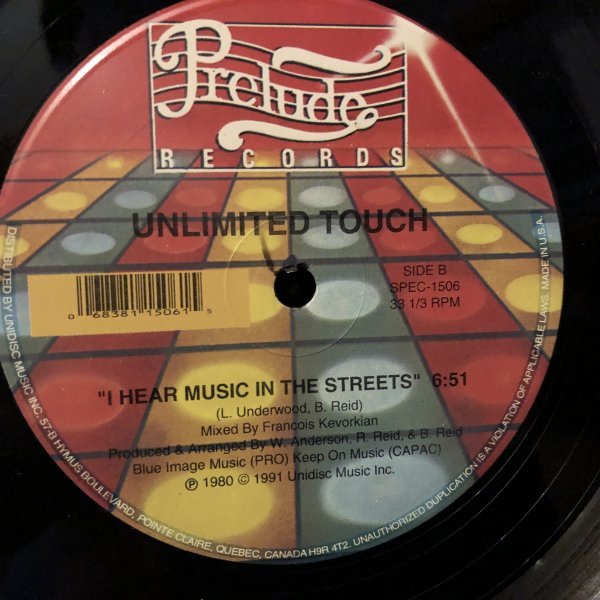 Prelude
RECORDS
UNLIMITED TOUCH
SIDE B
SPEC-1506
33 1/3 RPM
0 68381 15061 5
"I HEAR MUSIC IN THE STREETS" 6:51
(L. Underwood, B. Reid)
Mixed By Francois Kevorkian
Produced & Arranged By W. Anderson, R. Reid, & B. Reid
Blue Image Music (PRO) Keep On Music (CAPAC)
℗ 1980 © 1991 Unidisc Music Inc.
DISTRIBUTED BY UNIDISC MUSIC INC. 57-B HYMUS BOULEVARD, POINTE CLAIRE, QUEBEC, CANADA H9R 4T2. UNAUTHORIZED DUPLICATION IS A VIOLATION OF APPLICABLE LAWS. MADE IN U.S.A.